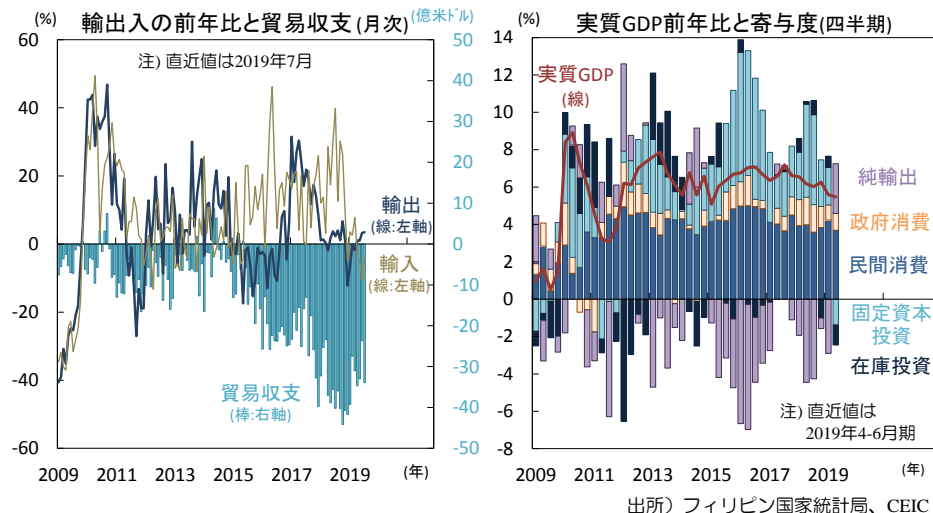 輸出入の前年比と貿易収支(月次)
(%)
(億米ドル)
注) 直近値は2019年7月
60
40
20
0
-20
-40
-60
50
40
30
20
10
0
-10
-20
-30
-40
-50
輸出
(線:左軸)
輸入
(線:左軸)
貿易収支
(棒:右軸)
2009 2011 2013 2015 2017 2019 (年)
実質GDP前年比と寄与度(四半期)
(%)
14
12
10
8
6
4
2
0
-2
-4
-6
-8
実質GDP
(線)
純輸出
政府消費
民間消費
固定資本
投資
在庫投資
注) 直近値は
2019年4-6月期
2009 2011 2013 2015 2017 2019 (年)
出所）フィリピン国家統計局、CEIC